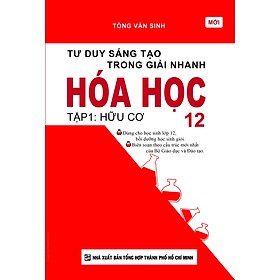 MỚI
TỐNG VĂN SINH
TƯ DUY SÁNG TẠO
TRONG GIẢI NHANH
HÓA HỌC
TẬP1: HỮU CƠ 12
Dùng cho học sinh lớp 12,
bồi dưỡng học sinh giỏi.
Biên soạn theo cấu trúc mới nhất
của Bộ Giáo dục và Đào tạo.
NHÀ XUẤT BẢN TỔNG HỢP THÀNH PHỐ HỒ CHÍ MINH